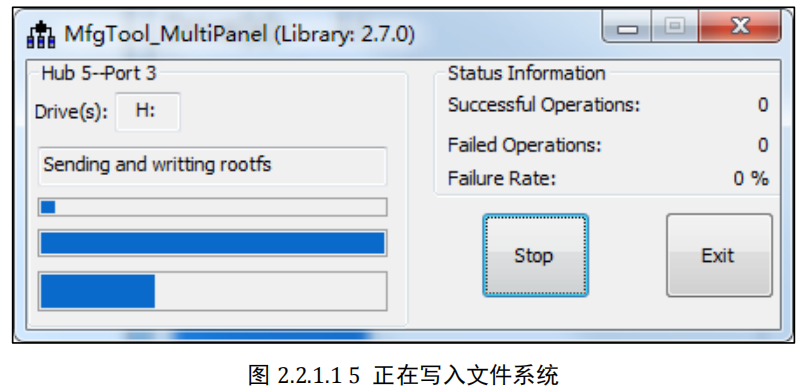 MfgTool_MultiPanel (Library: 2.7.0)
Hub 5--Port 3
Drive(s): H:
Sending and writting rootfs
Status Information
Successful Operations: 0
Failed Operations: 0
Failure Rate: 0 %
Stop Exit
图 2.2.1.1 5 正在写入文件系统